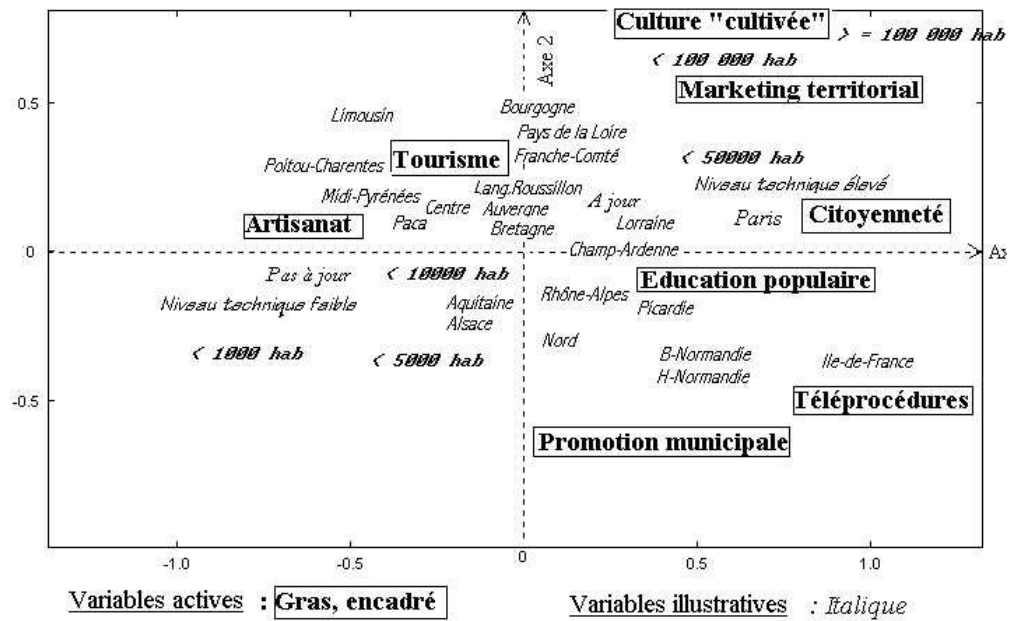 Culture "cultivée"
> = 100 000 hab
Axe 2
< 100 000 hab
Marketing territorial
0.5
Bourgogne
Limousin
Pays de la Loire
Poitou-Charentes
Tourisme
Franche-Comté
< 50000 hab
Niveau technique élevé
Midi-Pyrénées
Lang.Roussillon
Centre
Auvergne
A jour
Artisanat
Paca
Bretagne
Lorraine
Paris
Citoyenneté
0
Champ-Ardenne
Ax
Pas à jour
< 10000 hab
Education populaire
Niveau technique faible
Aquitaine
Rhône-Alpes
Picardie
Alsace
Nord
< 1000 hab
< 5000 hab
B-Normandie
H-Normandie
Ile-de-France
-0.5
Téléprocédures
Promotion municipale
-1.0
-0.5
0
0.5
1.0
Variables actives : Gras, encadré
Variables illustratives : Italique